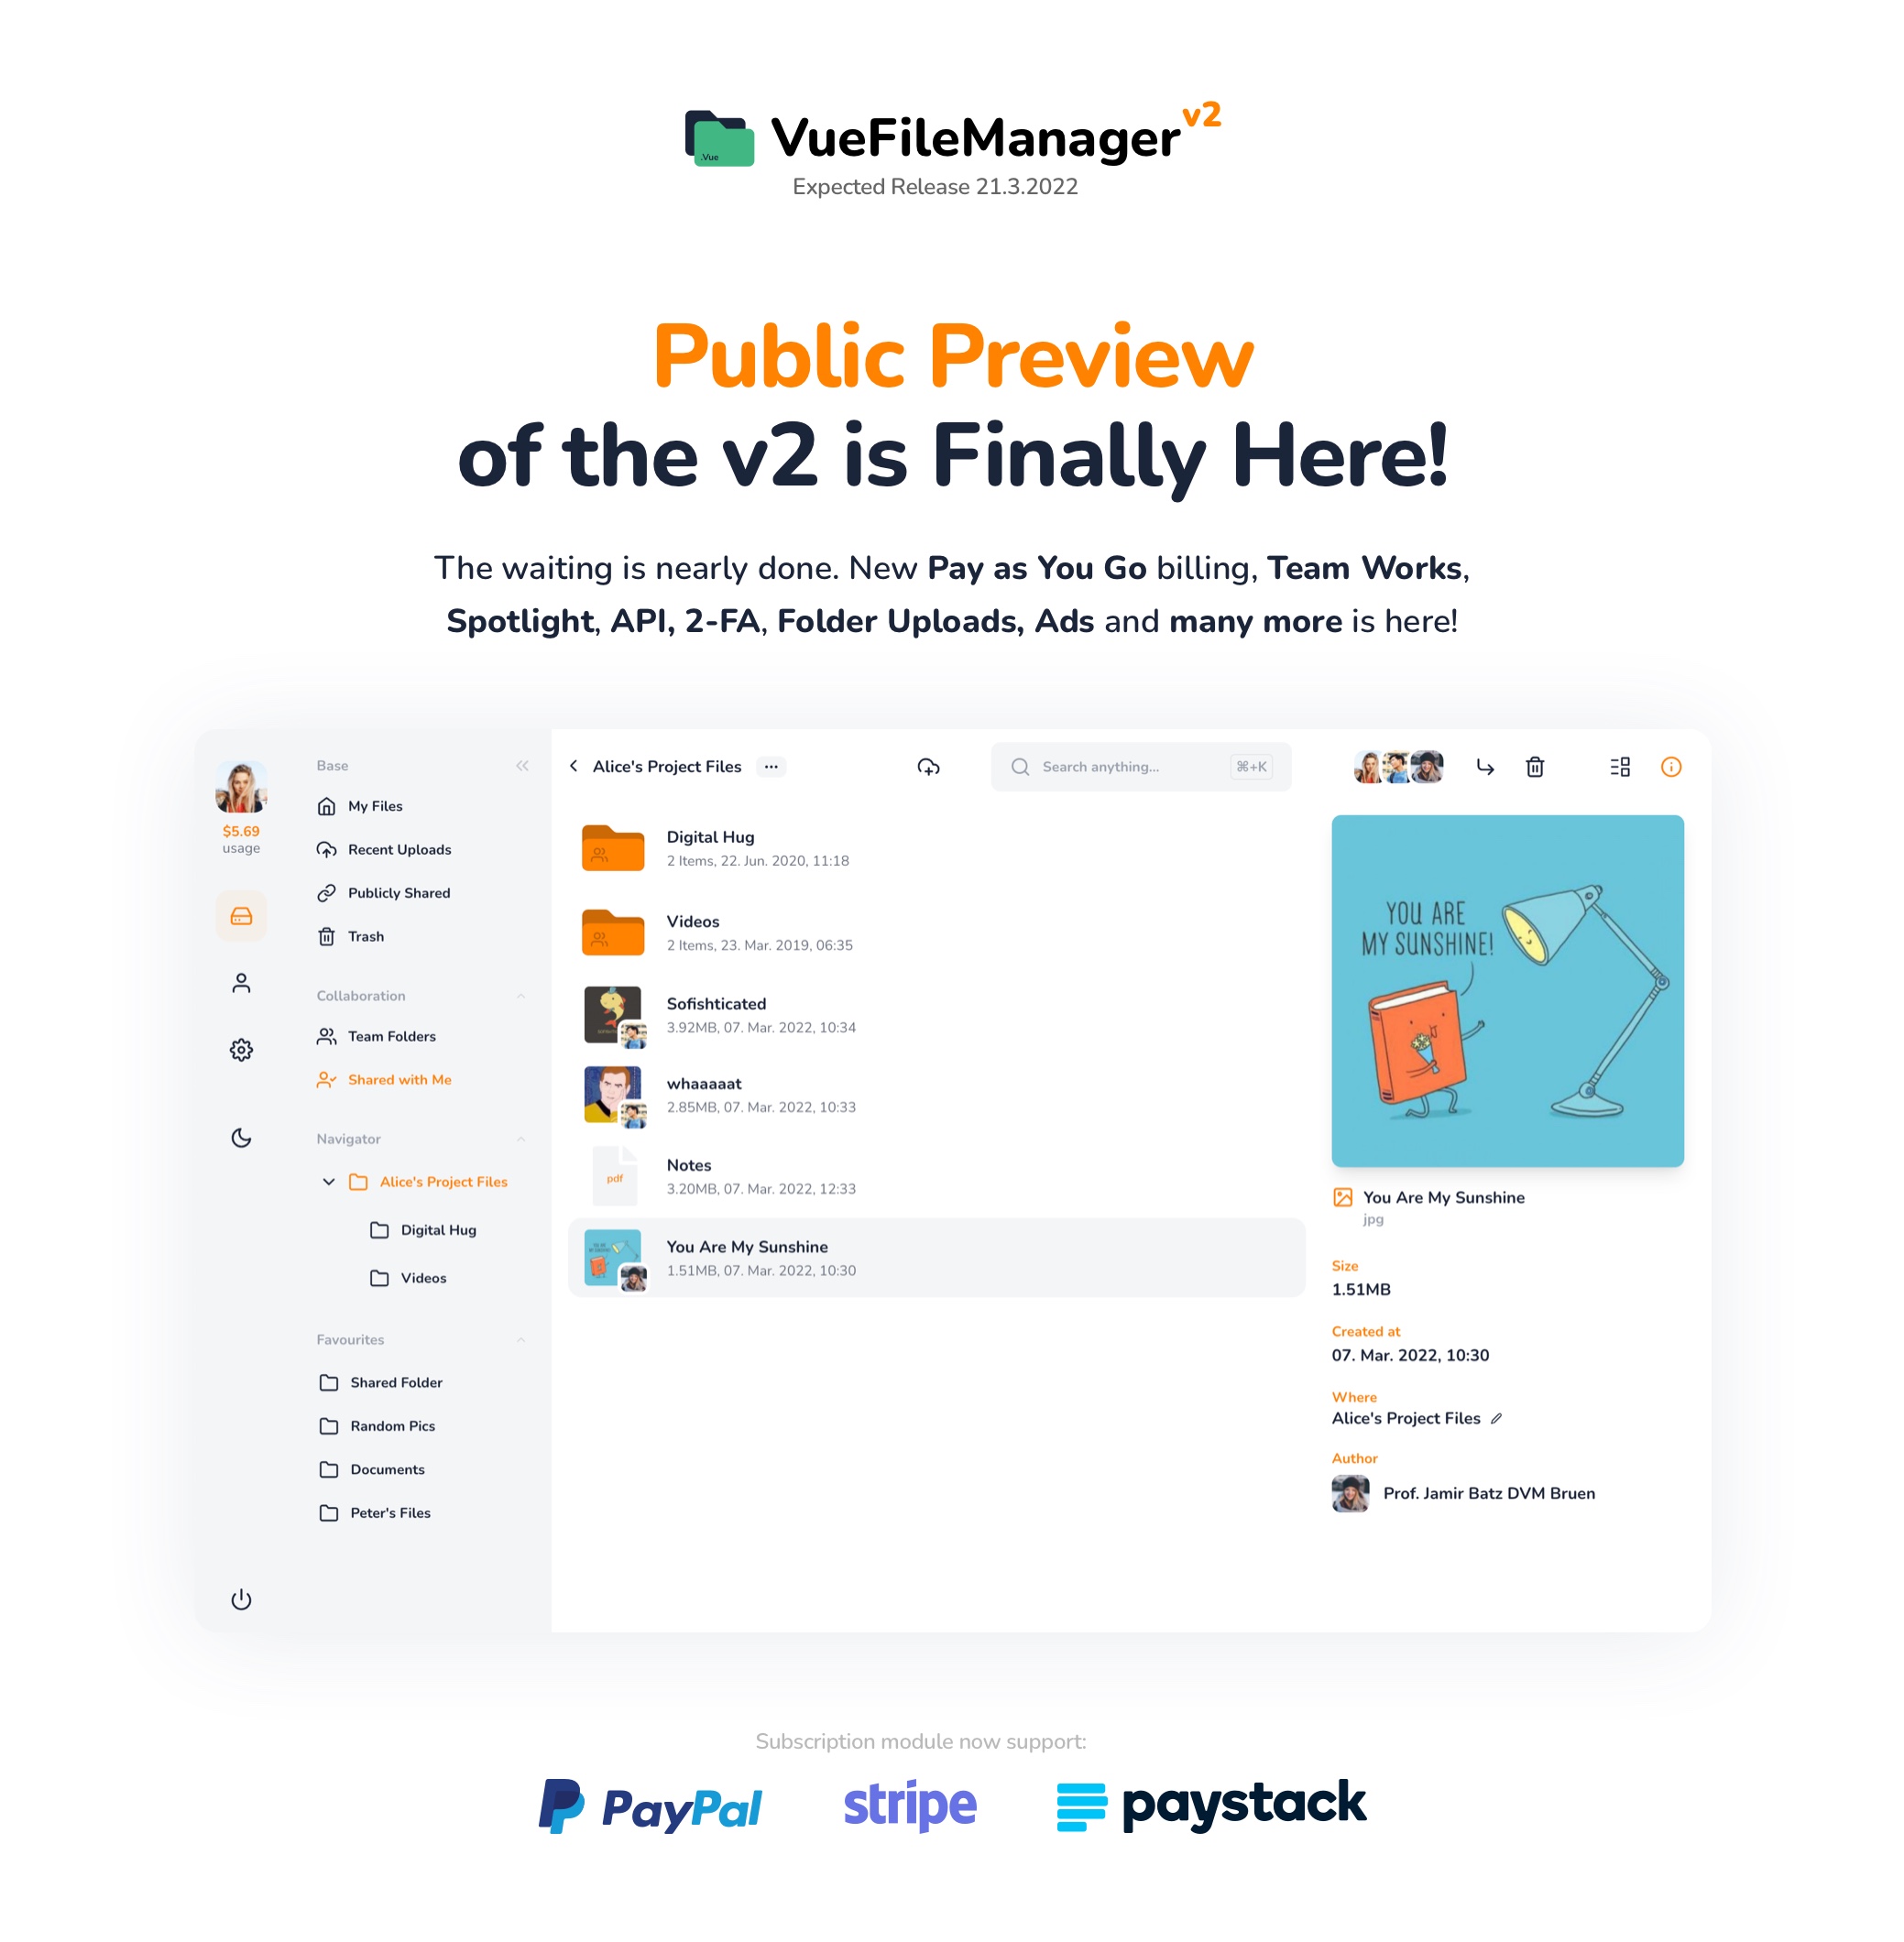 .Vue
VueFileManager v2
Expected Release 21.3.2022
Public Preview
of the v2 is Finally Here!
The waiting is nearly done. New Pay as You Go billing, Team Works,
Spotlight, API, 2-FA, Folder Uploads, Ads and many more is here!
$5.69
usage
Base
My Files
Recent Uploads
Publicly Shared
Trash
Collaboration
Team Folders
Shared with Me
Navigator
Alice's Project Files
Digital Hug
Videos
Favourites
Shared Folder
Random Pics
Documents
Peter's Files
Alice's Project Files
Search anything...
⌘+K
Digital Hug
2 Items, 22. Jun. 2020, 11:18
Videos
2 Items, 23. Mar. 2019, 06:35
Sofishticated
3.92MB, 07. Mar. 2022, 10:34
whaaaaat
2.85MB, 07. Mar. 2022, 10:33
pdf
Notes
3.20MB, 07. Mar. 2022, 12:33
You Are My Sunshine
1.51MB, 07. Mar. 2022, 10:30
YOU ARE
MY SUNSHINE!
You Are My Sunshine
jpg
Size
1.51MB
Created at
07. Mar. 2022, 10:30
Where
Alice's Project Files
Author
Prof. Jamir Batz DVM Bruen
Subscription module now support:
PayPal
stripe
paystack